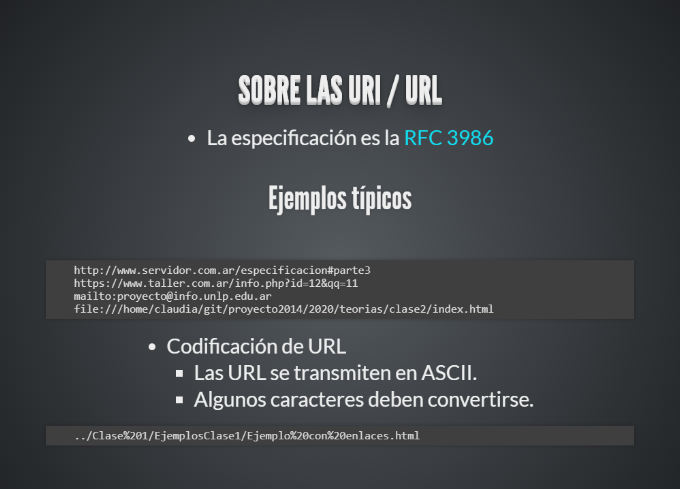 SOBRE LAS URI / URL
• La especificación es la RFC 3986
Ejemplos típicos
http://www.servidor.com.ar/especificacion#parte3
https://www.taller.com.ar/info.php?id=12&qq=11
mailto:proyecto@info.unlp.edu.ar
file:///home/claudia/git/proyecto2014/2020/teorias/clase2/index.html
• Codificación de URL
▪ Las URL se transmiten en ASCII.
▪ Algunos caracteres deben convertirse.
../Clase%201/EjemplosClase1/Ejemplo%20con%20enlaces.html